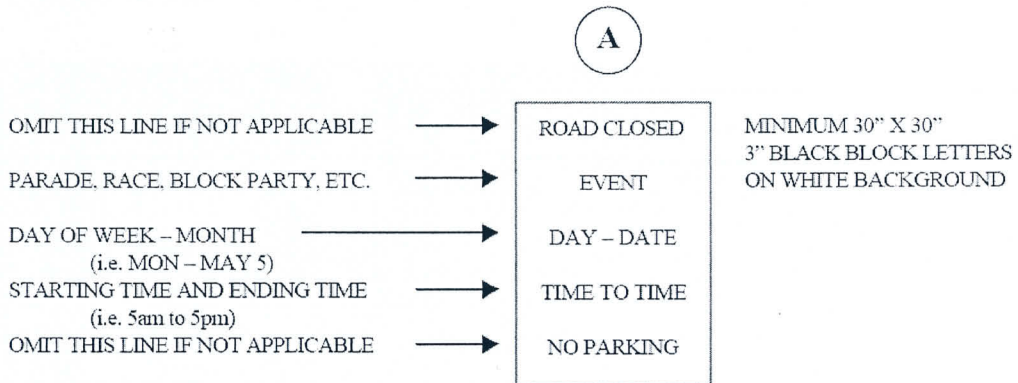 A
OMIT THIS LINE IF NOT APPLICABLE
ROAD CLOSED
MINIMUM 30” X 30”
3” BLACK BLOCK LETTERS
PARADE, RACE, BLOCK PARTY, ETC.
EVENT
ON WHITE BACKGROUND
DAY OF WEEK – MONTH
DAY – DATE
(i.e. MON – MAY 5)
STARTING TIME AND ENDING TIME
TIME TO TIME
(i.e. 5am to 5pm)
OMIT THIS LINE IF NOT APPLICABLE
NO PARKING